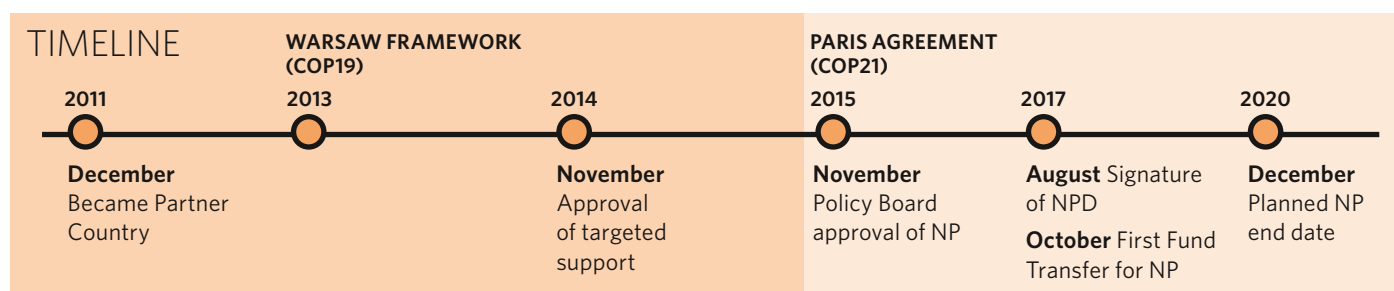 TIMELINE
WARSAW FRAMEWORK
(COP19)
PARIS AGREEMENT
(COP21)
2011
2013
2014
2015
2017
2020
December
Became Partner
Country
November
Approval
of targeted
support
November
Policy Board
approval of NP
August Signature
of NPD
October First Fund
Transfer for NP
December
Planned NP
end date